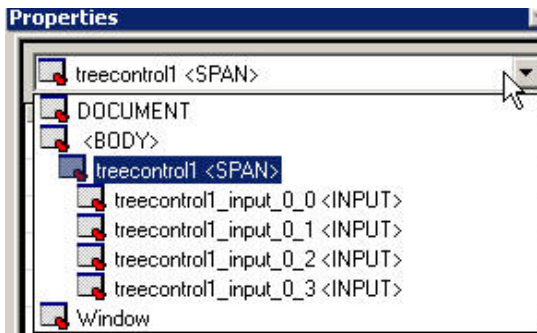 Properties
treecontrol1 <SPAN>
DOCUMENT
<BODY>
treecontrol1 <SPAN>
treecontrol1_input_0_0 <INPUT>
treecontrol1_input_0_1 <INPUT>
treecontrol1_input_0_2 <INPUT>
treecontrol1_input_0_3 <INPUT>
Window